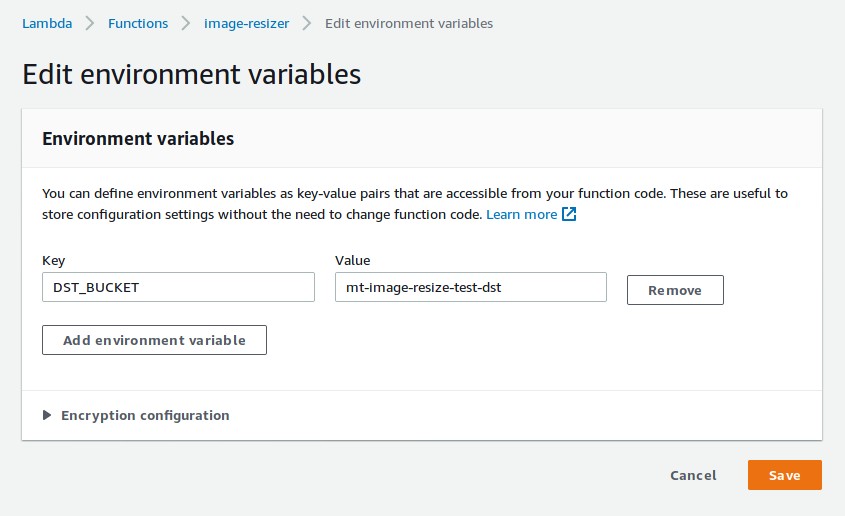 Lambda > Functions > image-resizer > Edit environment variables
Edit environment variables
Environment variables
You can define environment variables as key-value pairs that are accessible from your function code. These are useful to
store configuration settings without the need to change function code. Learn more
Key Value
DST_BUCKET mt-image-resize-test-dst Remove
Add environment variable
Encryption configuration
Cancel Save